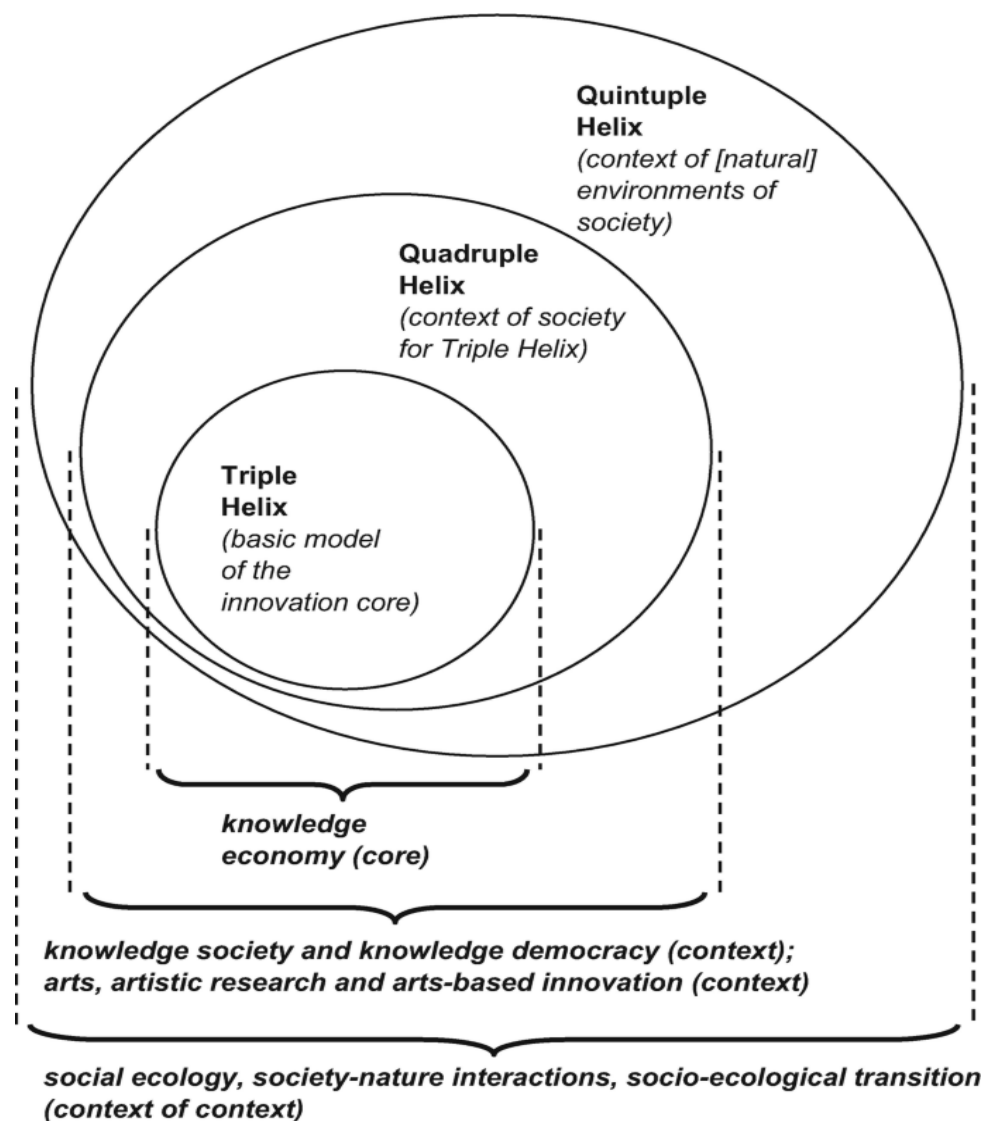 Quintuple
Helix
(context of [natural]
environments of
society)
Quadruple
Helix
(context of society
for Triple Helix)
Triple
Helix
(basic model
of the
innovation core)
knowledge
economy (core)
knowledge society and knowledge democracy (context);
arts, artistic research and arts-based innovation (context)
social ecology, society-nature interactions, socio-ecological transition
(context of context)